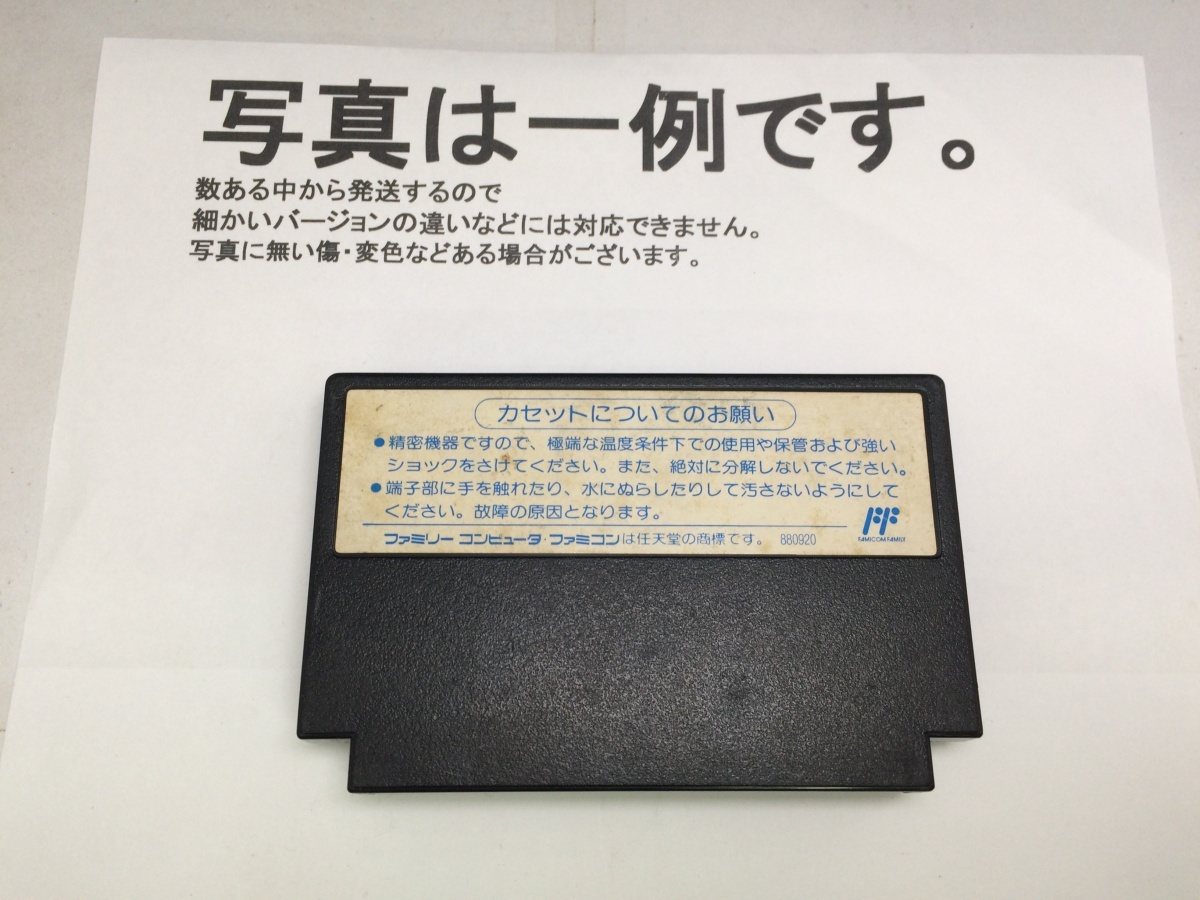 写真は一例です。
数ある中から発送するので
細かいバージョンの違いなどには対応できません。
写真に無い傷・変色などある場合がございます。
カセットについてのお願い
●精密機器ですので、極端な温度条件下での使用や保管および強い
ショックをさけてください。また、絶対に分解しないでください。
●端子部に手を触れたり、水にぬらしたりして汚さないようにして
ください。故障の原因となります。
FAMICOM FAMILY
ファミリー コンピュータ・ファミコンは任天堂の商標です。 880920